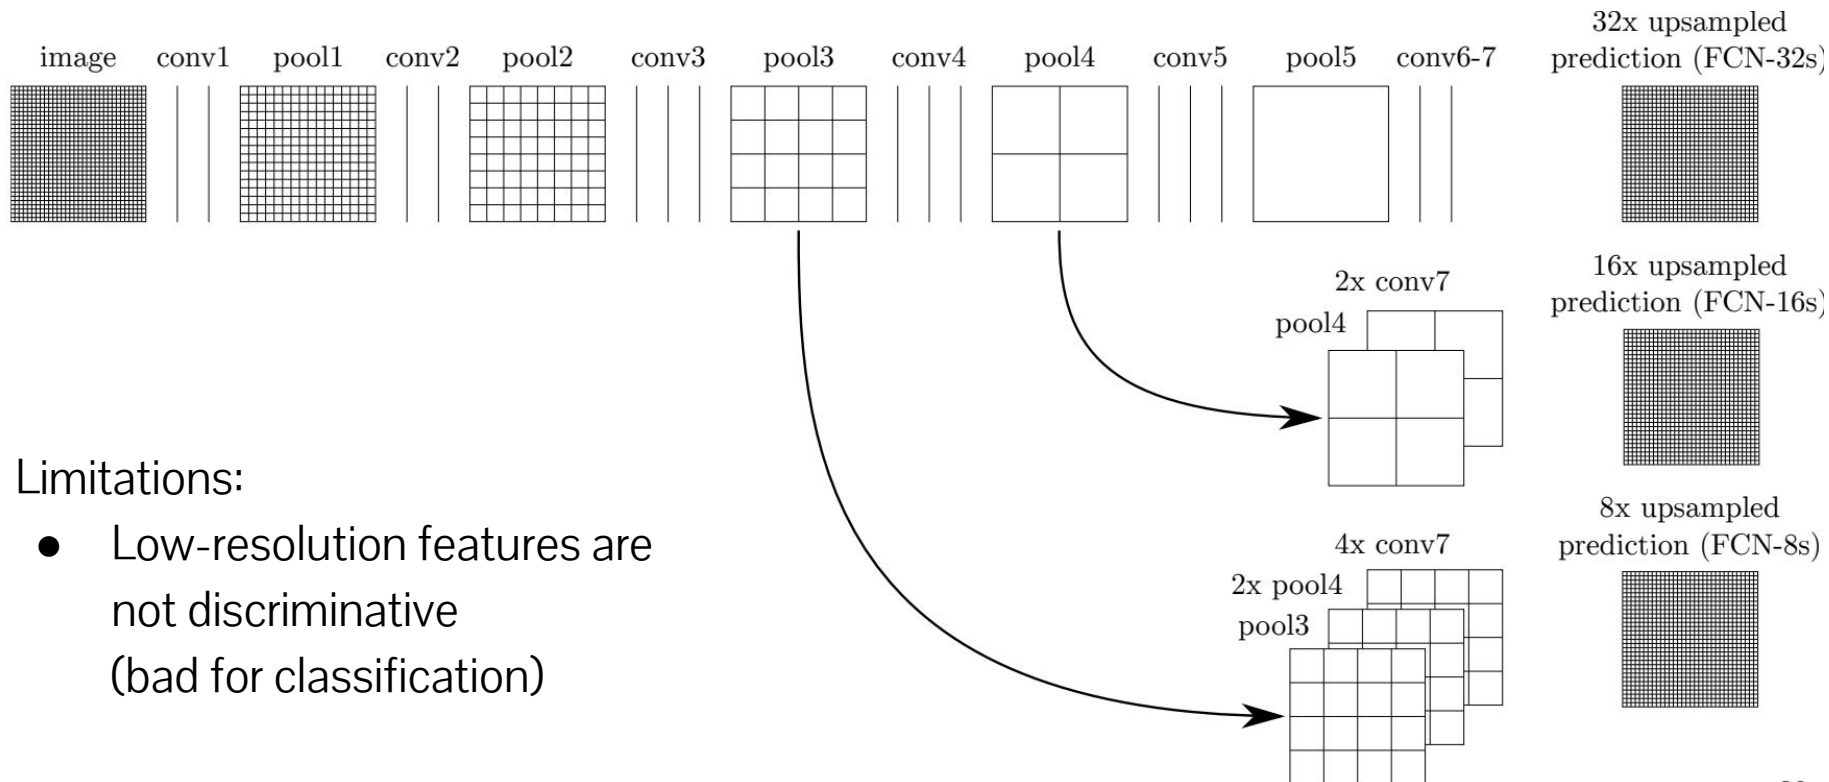 image conv1 pool1 conv2 pool2 conv3 pool3 conv4 pool4 conv5 pool5 conv6-7
32x upsampled
prediction (FCN-32s)
2x conv7
pool4
16x upsampled
prediction (FCN-16s)
4x conv7
2x pool4
pool3
8x upsampled
prediction (FCN-8s)
Limitations:
● Low-resolution features are
not discriminative
(bad for classification)